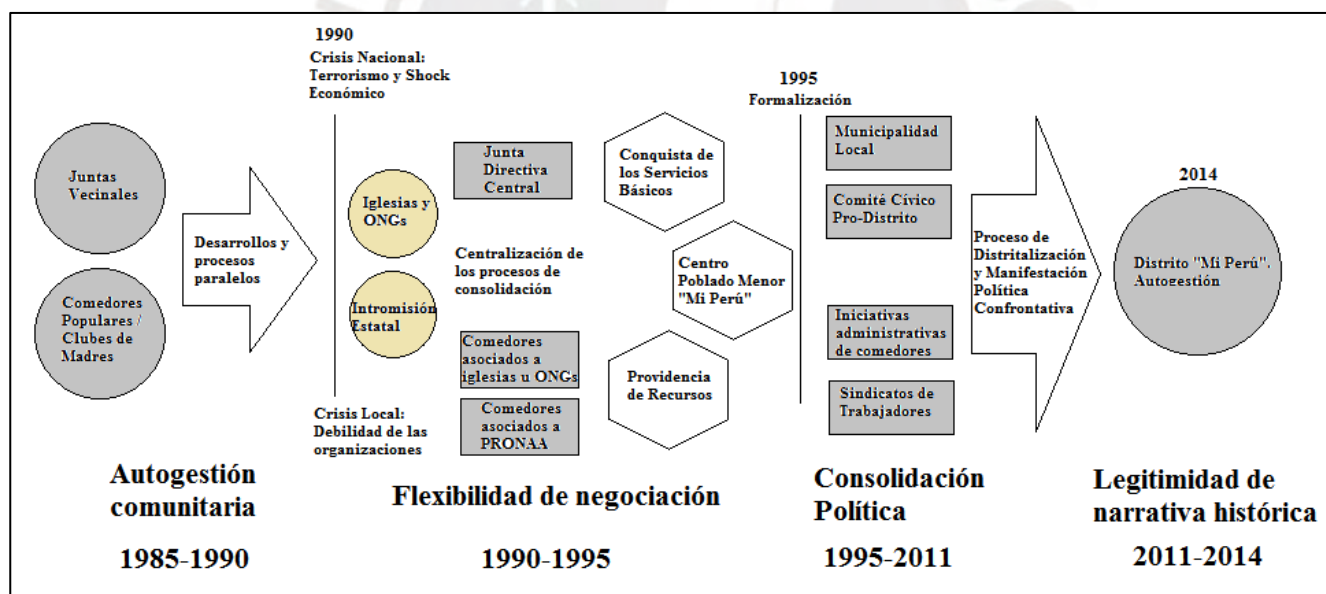 1990
Crisis Nacional:
Terrorismo y Shock
Económico
1995
Formalización
Juntas
Vecinales
Comedores
Populares /
Clubes de
Madres
Desarrollos y
procesos
paralelos
Iglesias y
ONGs
Intromisión
Estatal
Crisis Local:
Debilidad de las
organizaciones
Junta
Directiva
Central
Centralización de
los procesos de
consolidación
Comedores
asociados a
iglesias u ONGs
Comedores
asociados a
PRONAA
Conquista de
los Servicios
Básicos
Centro
Poblado Menor
"Mi Perú"
Providencia
de Recursos
Municipalidad
Local
Comité Cívico
Pro-Distrito
Iniciativas
administrativas
de comedores
Sindicatos de
Trabajadores
Proceso de
Distritalización
y Manifestación
Política
Confrontativa
2014
Distrito "Mi Perú".
Autogestión
Autogestión
comunitaria
1985-1990
Flexibilidad de negociación
1990-1995
Consolidación
Política
1995-2011
Legitimidad de
narrativa histórica
2011-2014